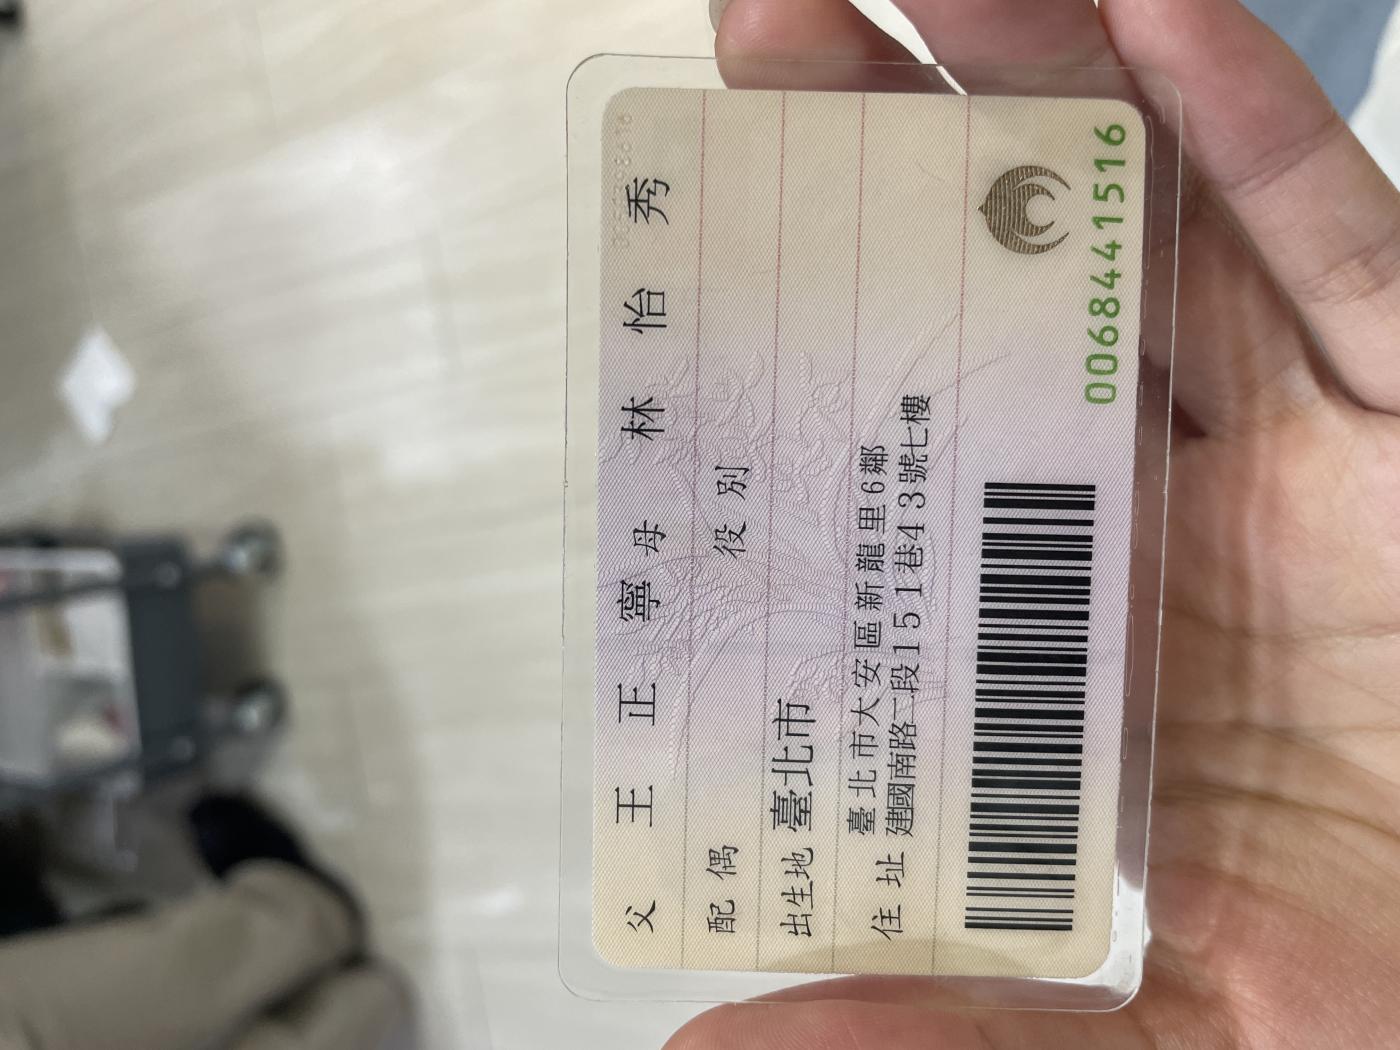 父 王正寧 母 林怡秀
配偶 役別
出生地 臺北市
住址 臺北市大安區新龍里6鄰
建國南路二段151巷43號七樓
0068441516